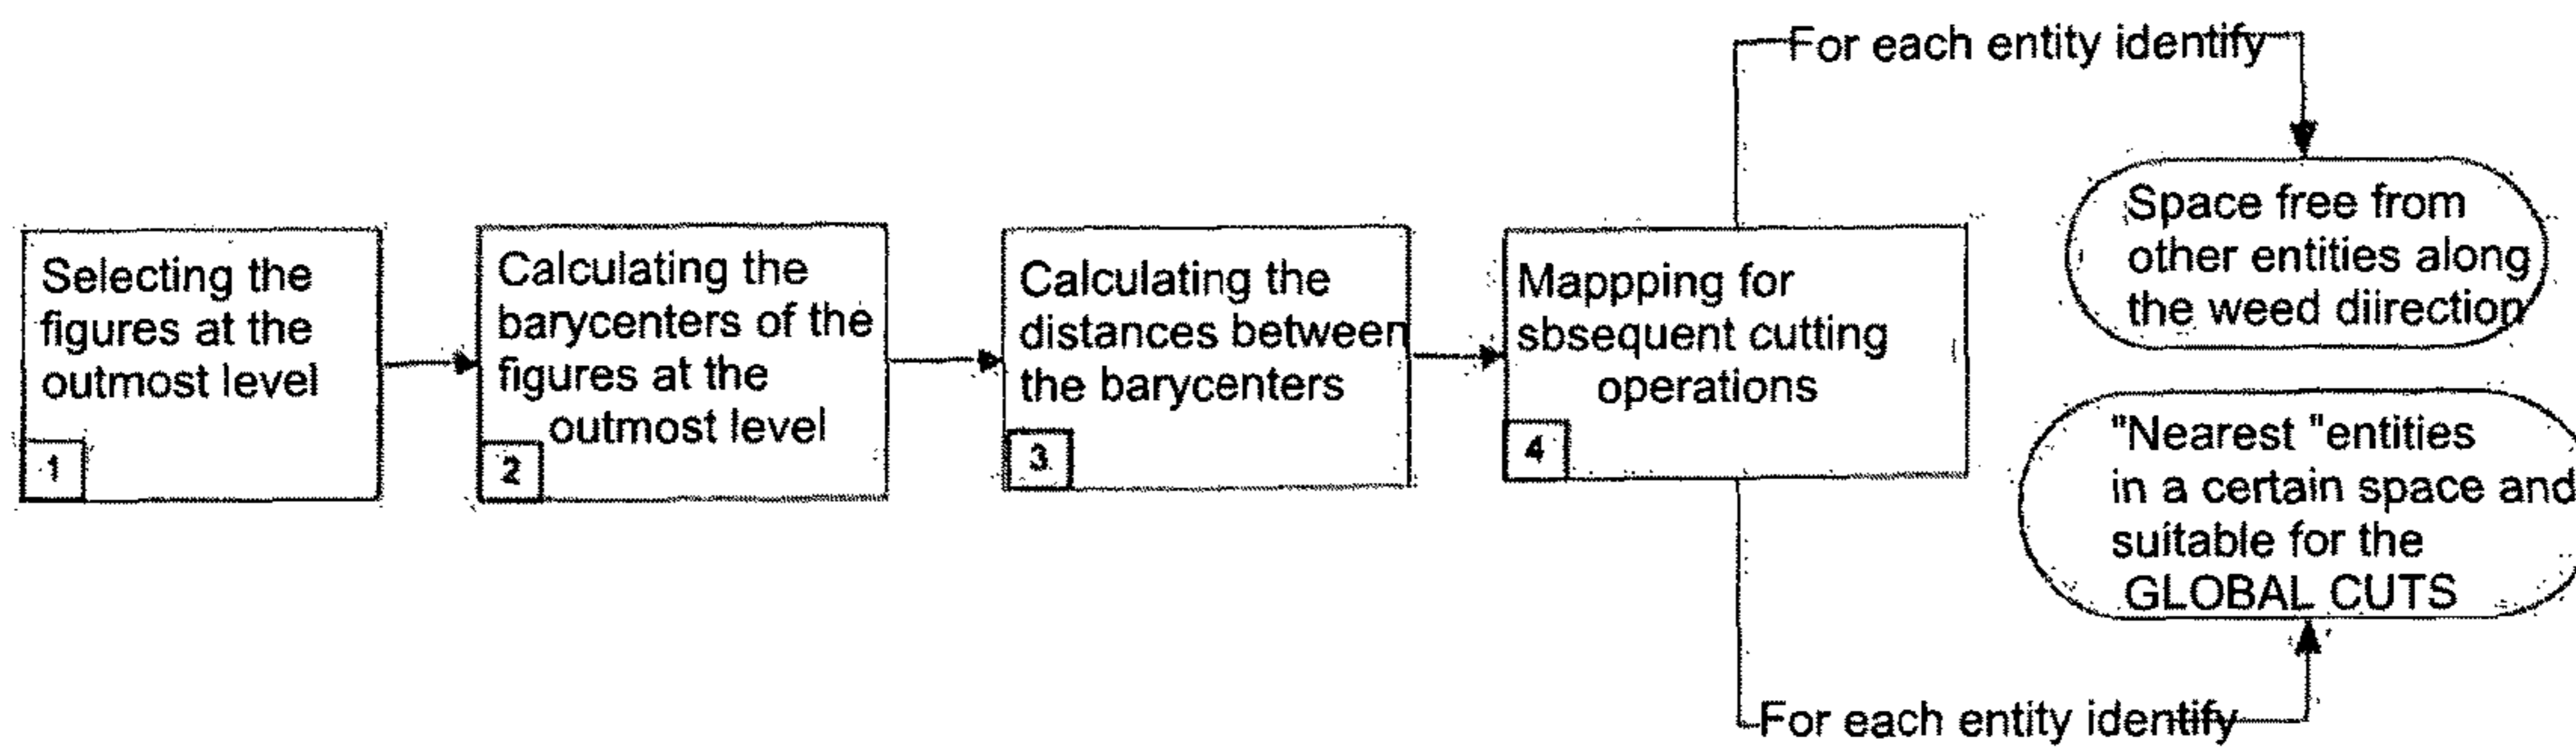 For each entity identify
Space free from
other entities along
the weed diirection
Selecting the
figures at the
outmost level
1
Calculating the
barycenters of the
figures at the
outmost level
2
Calculating the
distances between
the barycenters
3
Mappping for
sbsequent cutting
operations
4
"Nearest "entities
in a certain space and
suitable for the
GLOBAL CUTS
For each entity identify